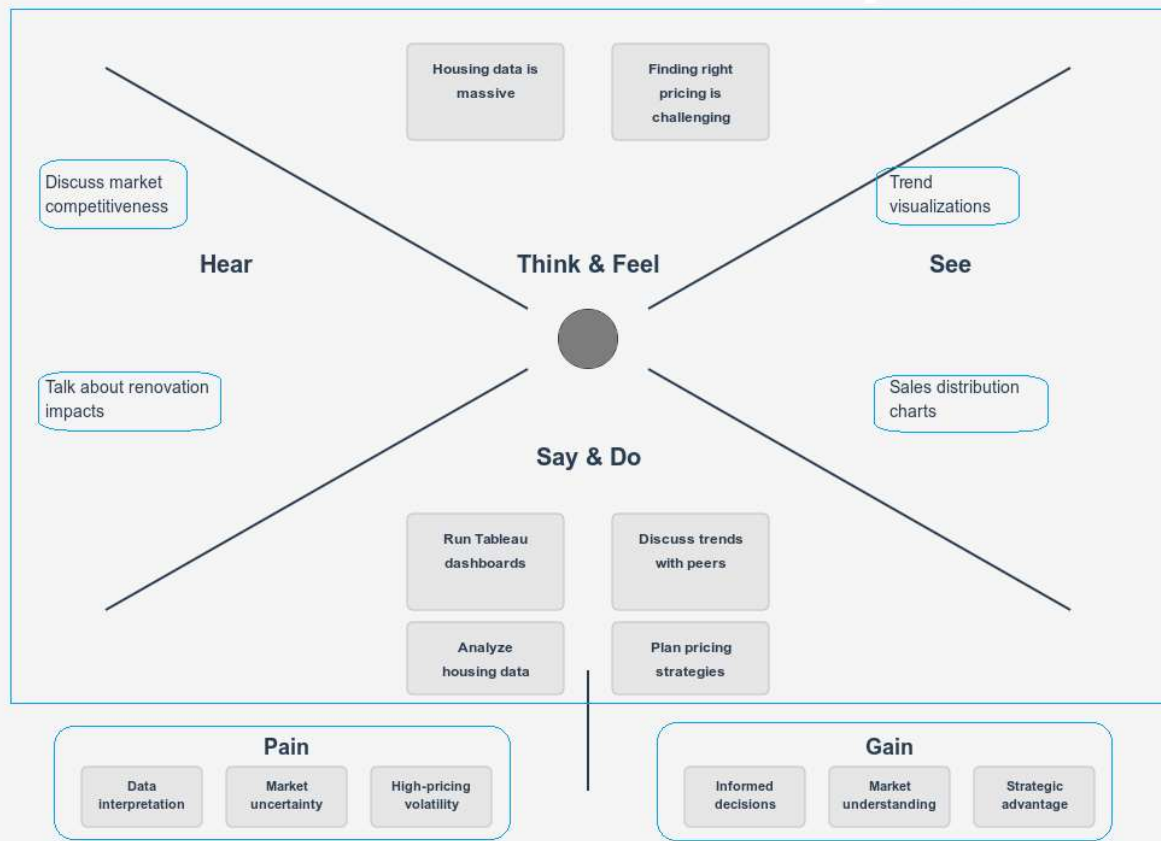 Housing data is
massive
Finding right
pricing is
challenging
Discuss market
competitiveness
Trend
visualizations
Hear
Think & Feel
See
Talk about renovation
impacts
Sales distribution
charts
Say & Do
Run Tableau
dashboards
Discuss trends
with peers
Analyze
housing data
Plan pricing
strategies
Pain
Data
interpretation
Market
uncertainty
High-pricing
volatility
Gain
Informed
decisions
Market
understanding
Strategic
advantage